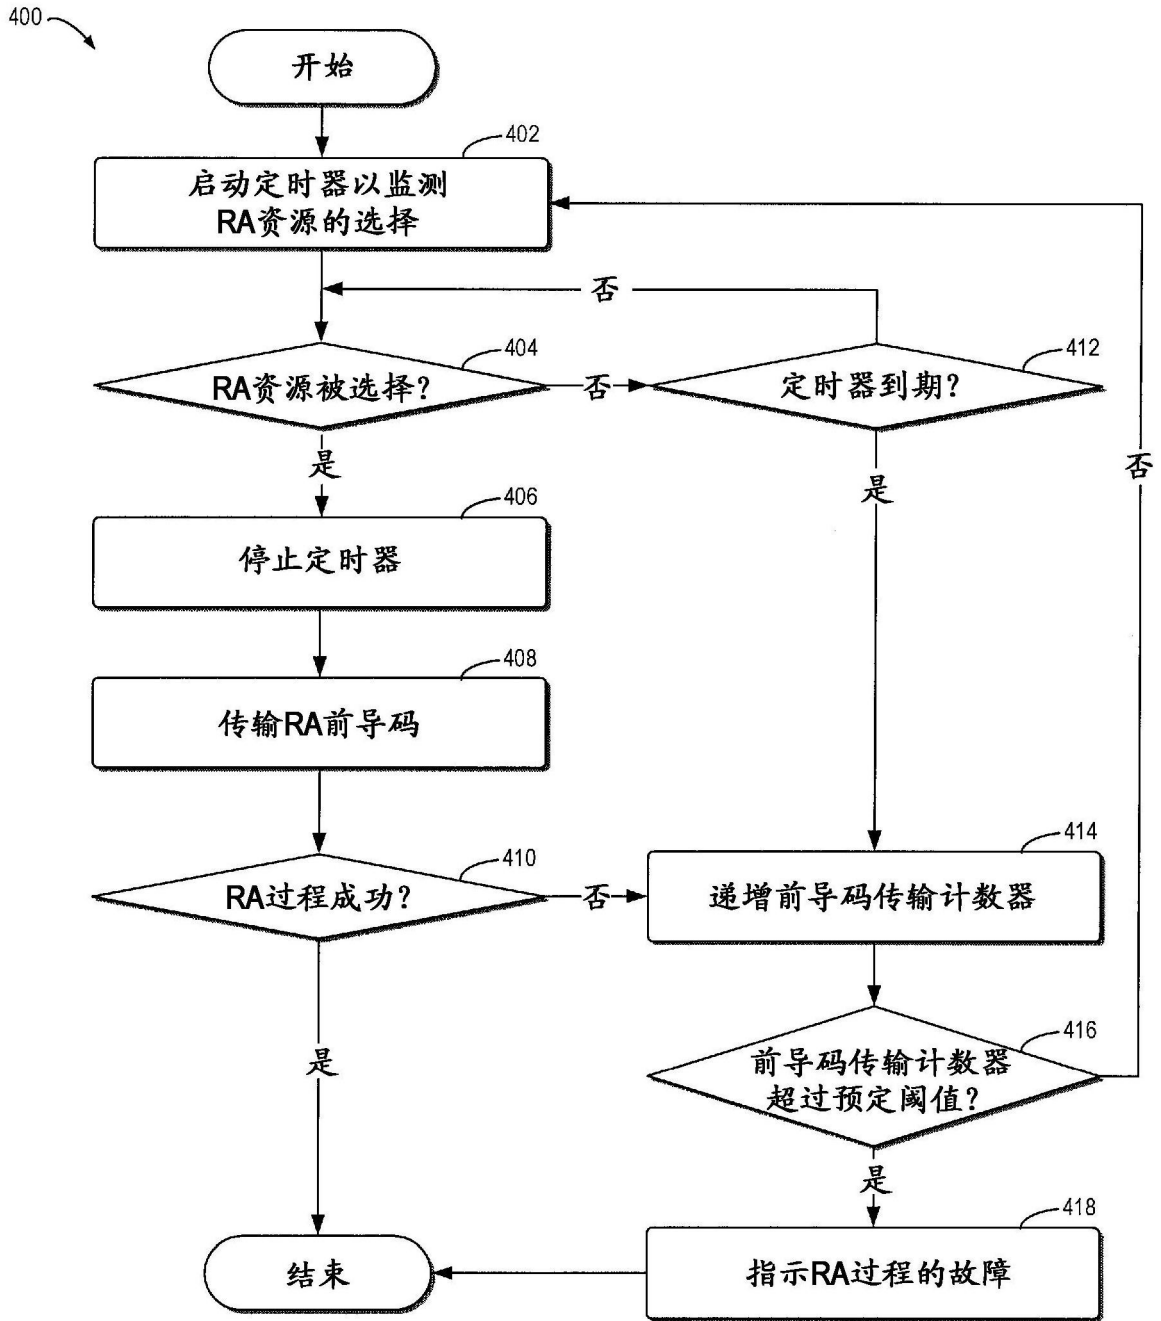 400
开始
402
启动定时器以监测
RA资源的选择
否
404
RA资源被选择?
否
412
定时器到期?
否
是
是
406
停止定时器
408
传输RA前导码
410
RA过程成功?
否
414
递增前导码传输计数器
是
416
前导码传输计数器
超过预定阈值?
是
418
指示RA过程的故障
结束